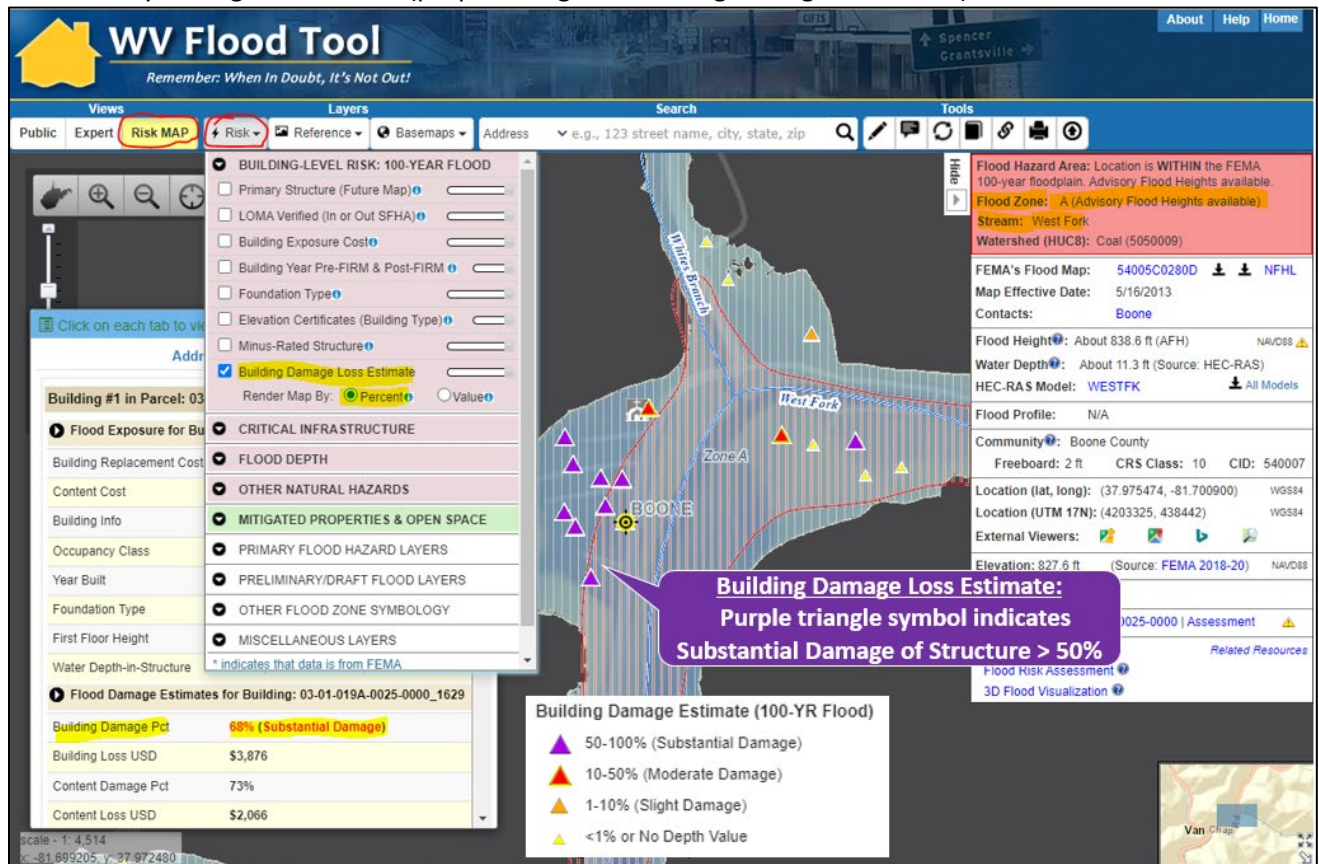 About Help Home
WV Flood Tool
Remember: When In Doubt, It's Not Out!
GIFTS
Spencer
Grantsville
Views Layers Search Tools
Public Expert Risk MAP Risk Reference Basemaps Address e.g., 123 street name, city, state, zip
BUILDING-LEVEL RISK: 100-YEAR FLOOD
Primary Structure (Future Map)
LOMA Verified (In or Out SFHA)
Building Exposure Cost
Building Year Pre-FIRM & Post-FIRM
Foundation Type
Elevation Certificates (Building Type)
Minus-Rated Structure
Building Damage Loss Estimate
Render Map By: Percent Value
CRITICAL INFRASTRUCTURE
FLOOD DEPTH
OTHER NATURAL HAZARDS
MITIGATED PROPERTIES & OPEN SPACE
PRIMARY FLOOD HAZARD LAYERS
PRELIMINARY/DRAFT FLOOD LAYERS
OTHER FLOOD ZONE SYMBOLOGY
MISCELLANEOUS LAYERS
* indicates that data is from FEMA
Click on each tab to
Building #1 in Parcel: 03
Flood Exposure for
Building Replacement Cost
Content Cost
Building Info
Occupancy Class
Year Built
Foundation Type
First Floor Height
Water Depth-in-Structure
Flood Damage Estimates for Building: 03-01-019A-0025-0000_1629
Building Damage Pct 68% (Substantial Damage)
Building Loss USD $3,876
Content Damage Pct 73%
Content Loss USD $2,066
scale - 1: 4,514
x: -81.699205, y: 37.972480
Whites Branch
West Fork
Zone A
BOONE
Building Damage Loss Estimate:
Purple triangle symbol indicates
Substantial Damage of Structure > 50%
Building Damage Estimate (100-YR Flood)
50-100% (Substantial Damage)
10-50% (Moderate Damage)
1-10% (Slight Damage)
<1% or No Depth Value
Hide
Flood Hazard Area: Location is WITHIN the FEMA
100-year floodplain. Advisory Flood Heights available.
Flood Zone: A (Advisory Flood Heights available)
Stream: West Fork
Watershed (HUC8): Coal (5050009)
FEMA's Flood Map: 54005C0280D NFHL
Map Effective Date: 5/16/2013
Contacts: Boone
Flood Height: About 838.6 ft (AFH) NAVD88
Water Depth: About 11.3 ft (Source: HEC-RAS)
HEC-RAS Model: WESTFK All Models
Flood Profile: N/A
Community: Boone County
Freeboard: 2 ft CRS Class: 10 CID: 540007
Location (lat, long): (37.975474, -81.700900) WGS84
Location (UTM 17N): (4203325, 438442) WGS84
External Viewers:
Elevation: 827.6 ft (Source: FEMA 2018-20) NAVD88
0025-0000 | Assessment
Related Resources
Flood Risk Assessment
3D Flood Visualization
Van